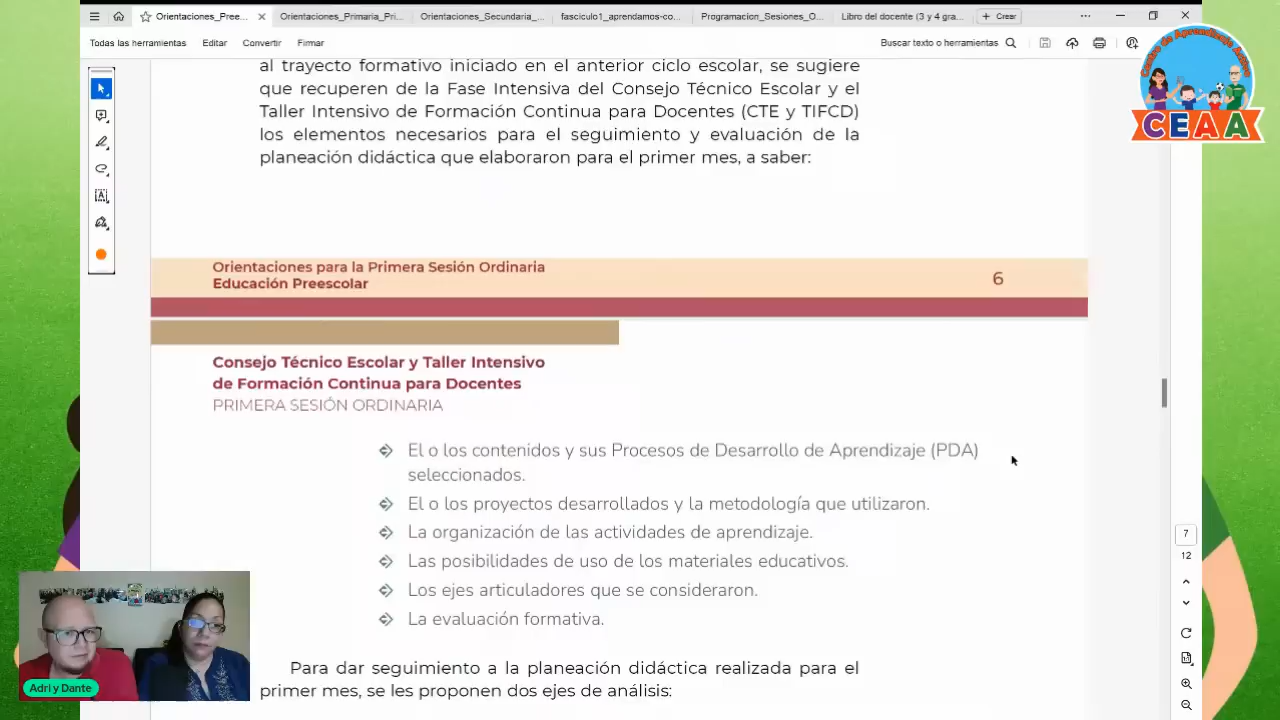 Orientaciones_Pree...
Orientaciones_Primaria_Pri...
Orientaciones_Secundaria_...
fasciculo1_aprendamos-co...
Programacion_Sesiones_O...
Libro del docente (3 y 4 gra...
+ Crear
Todas las herramientas
Editar
Convertir
Firmar
Buscar texto o herramientas
Centro de Aprendizaje Activo
CEAA
al trayecto formativo iniciado en el anterior ciclo escolar, se sugiere
que recuperen de la Fase Intensiva del Consejo Técnico Escolar y el
Taller Intensivo de Formación Continua para Docentes (CTE y TIFCD)
los elementos necesarios para el seguimiento y evaluación de la
planeación didáctica que elaboraron para el primer mes, a saber:
Orientaciones para la Primera Sesión Ordinaria
Educación Preescolar
6
Consejo Técnico Escolar y Taller Intensivo
de Formación Continua para Docentes
PRIMERA SESIÓN ORDINARIA
El o los contenidos y sus Procesos de Desarrollo de Aprendizaje (PDA)
seleccionados.
El o los proyectos desarrollados y la metodología que utilizaron.
La organización de las actividades de aprendizaje.
Las posibilidades de uso de los materiales educativos.
Los ejes articuladores que se consideraron.
La evaluación formativa.
Para dar seguimiento a la planeación didáctica realizada para el
primer mes, se les proponen dos ejes de análisis:
7
12
Adri y Dante